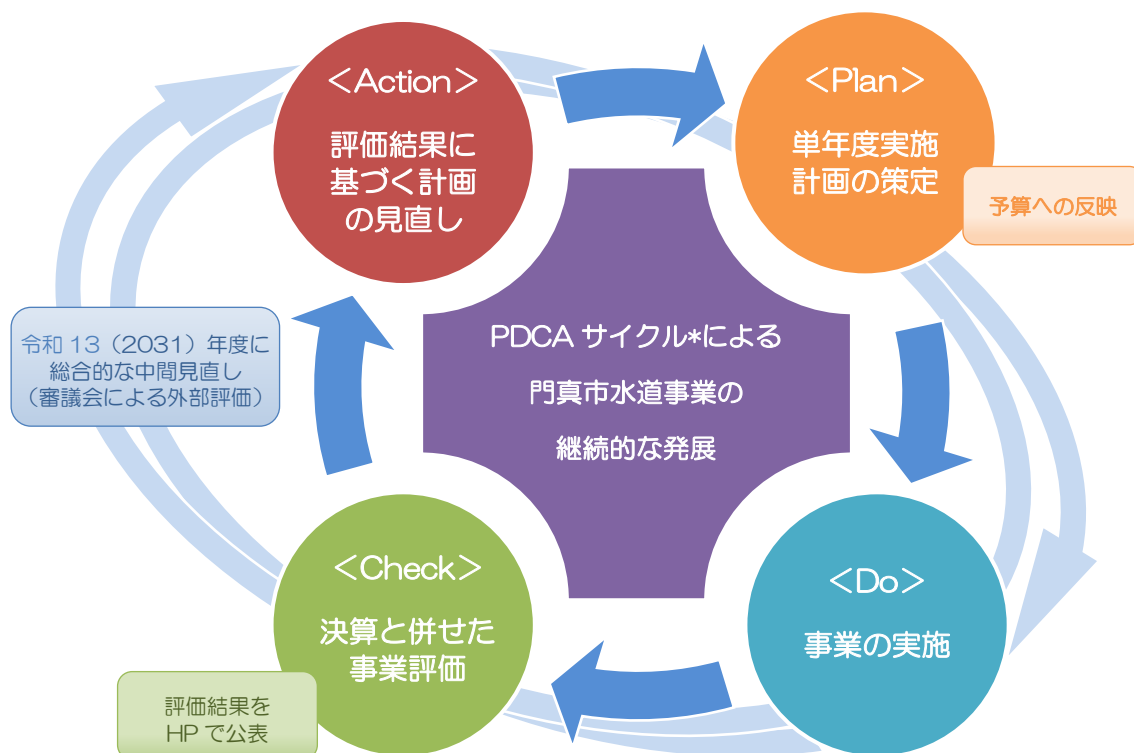 <Action>
評価結果に
基づく計画
の見直し
<Plan>
単年度実施
計画の策定
予算への反映
PDCA サイクル*による
門真市水道事業の
継続的な発展
令和 13（2031）年度に
総合的な中間見直し
（審議会による外部評価）
<Check>
決算と併せた
事業評価
評価結果を
HP で公表
<Do>
事業の実施